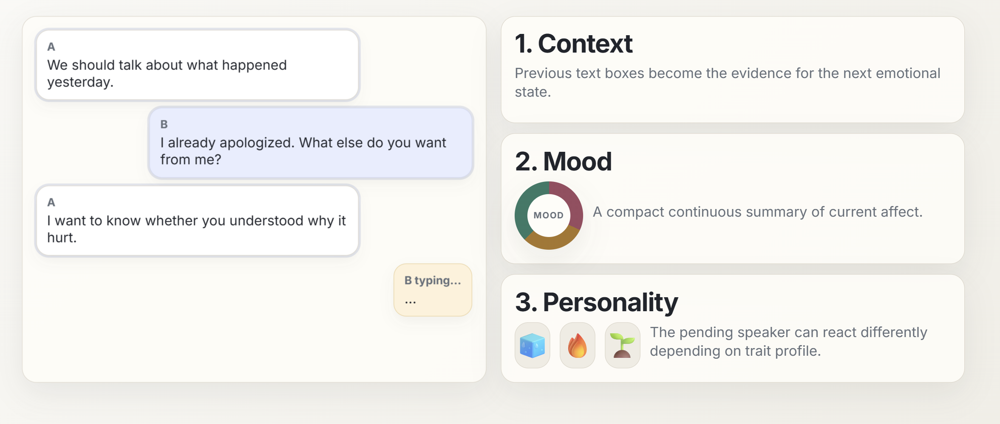 A
We should talk about what happened
yesterday.
B
I already apologized. What else do you want
from me?
A
I want to know whether you understood why it
hurt.
B typing...
...
1. Context
Previous text boxes become the evidence for the next emotional
state.
2. Mood
MOOD
A compact continuous summary of current affect.
3. Personality
The pending speaker can react differently
depending on trait profile.